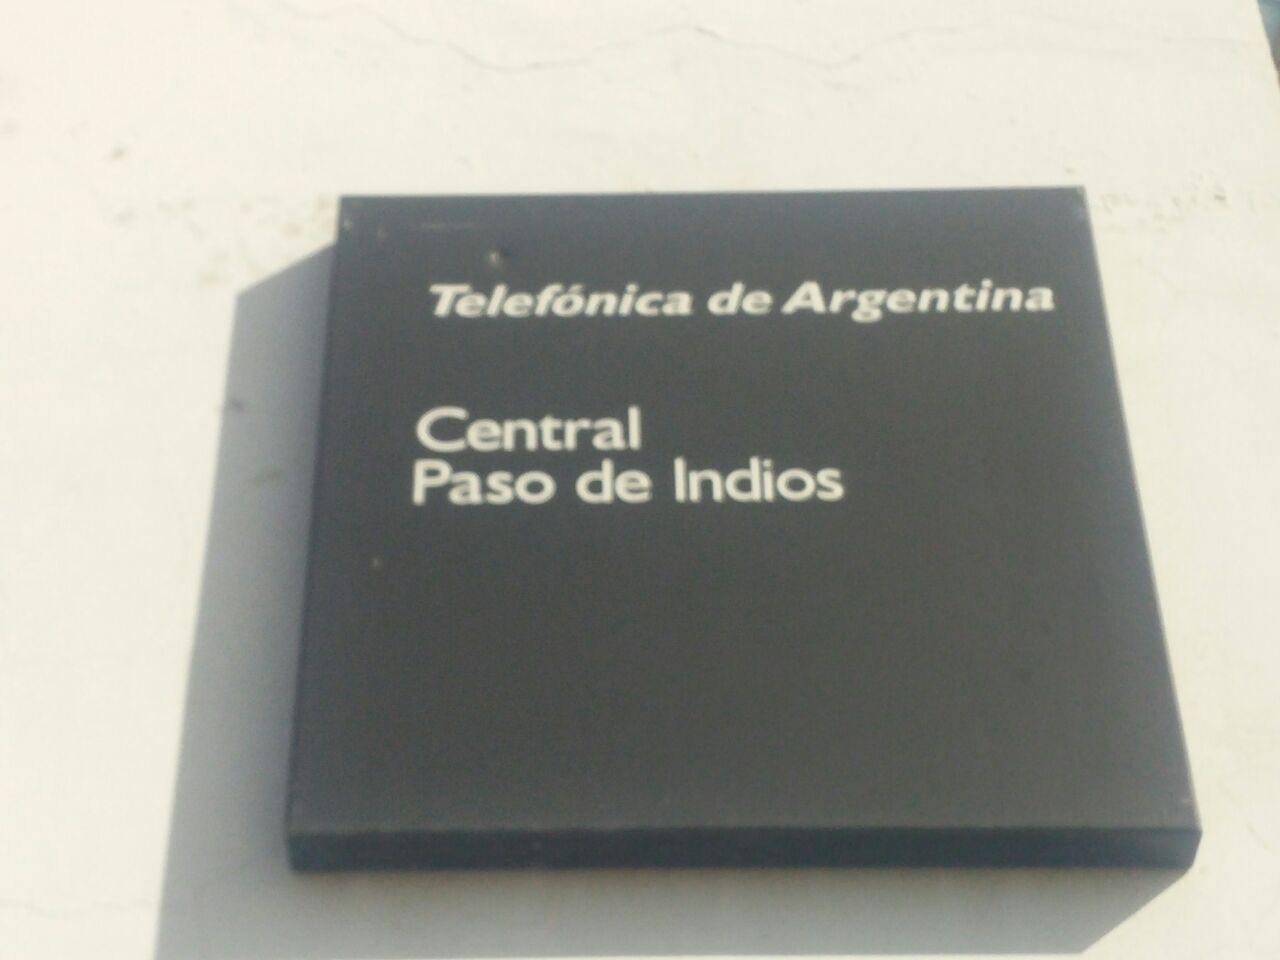 Telefónica de Argentina
Central
Paso de Indios